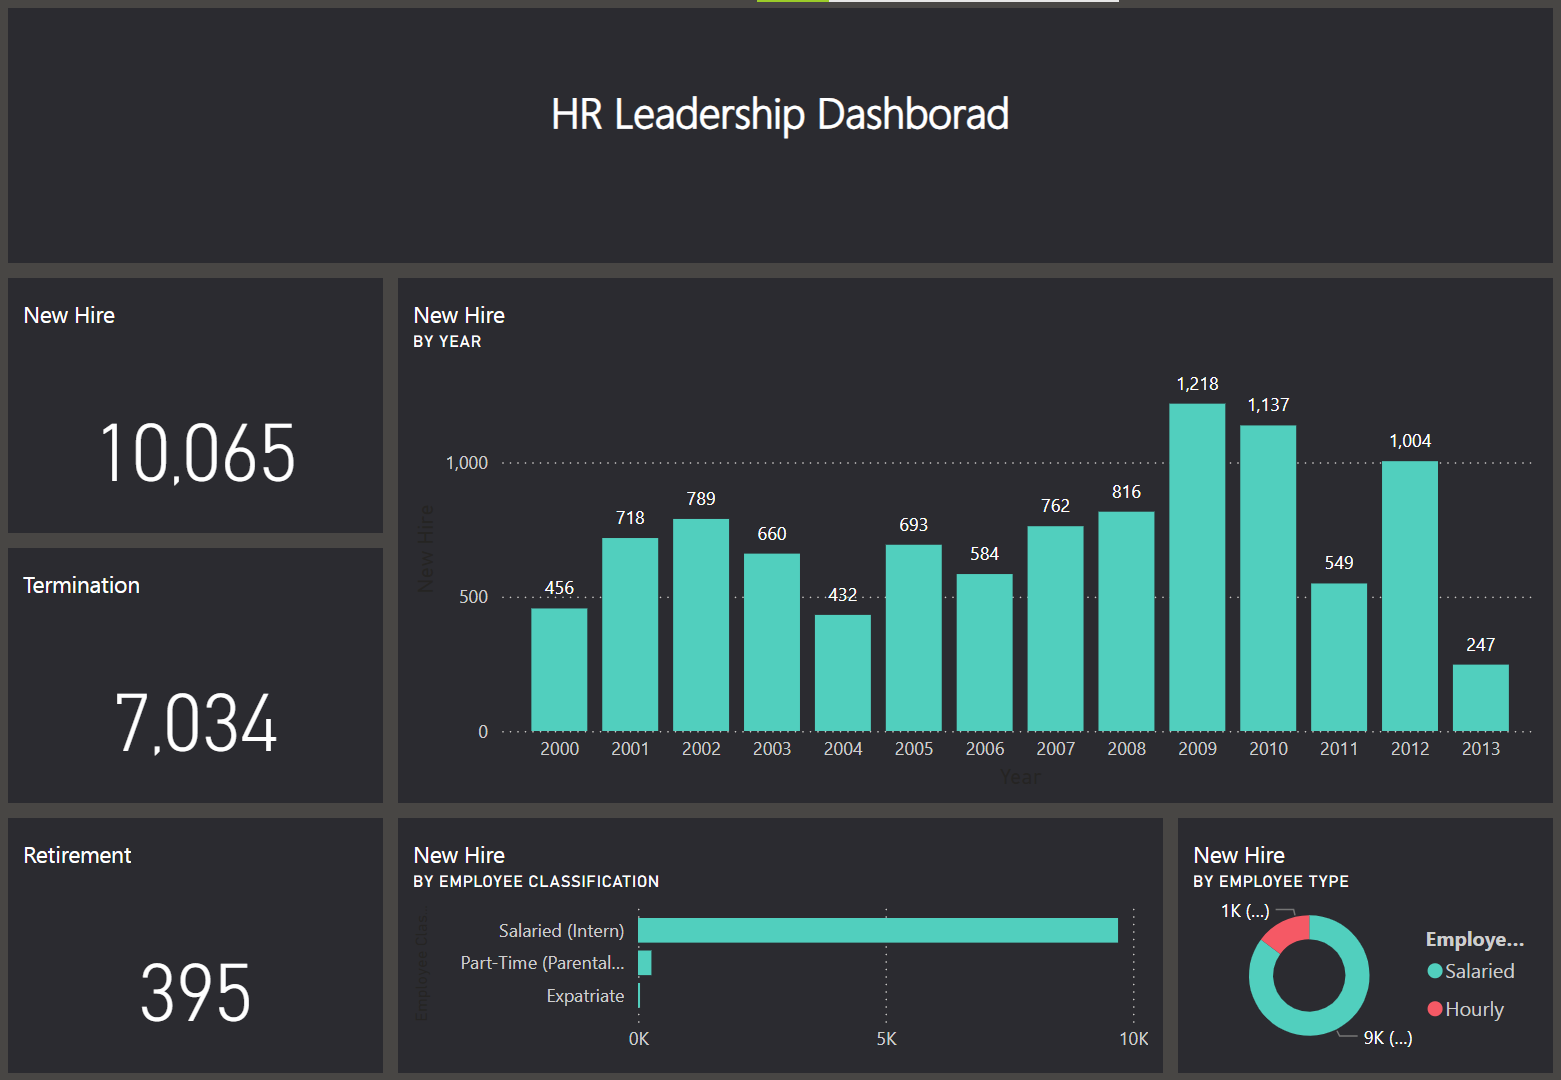 HR Leadership Dashborad
New Hire
10,065
Termination
7,034
Retirement
395
New Hire
BY YEAR
New Hire
1,000
500
0
456
718
789
660
432
693
584
762
816
1,218
1,137
549
1,004
247
2000 2001 2002 2003 2004 2005 2006 2007 2008 2009 2010 2011 2012 2013
Year
New Hire
BY EMPLOYEE CLASSIFICATION
Employee Clas...
Salaried (Intern)
Part-Time (Parental...
Expatriate
0K 5K 10K
New Hire
BY EMPLOYEE TYPE
1K (...)
9K (...)
Employe...
Salaried
Hourly